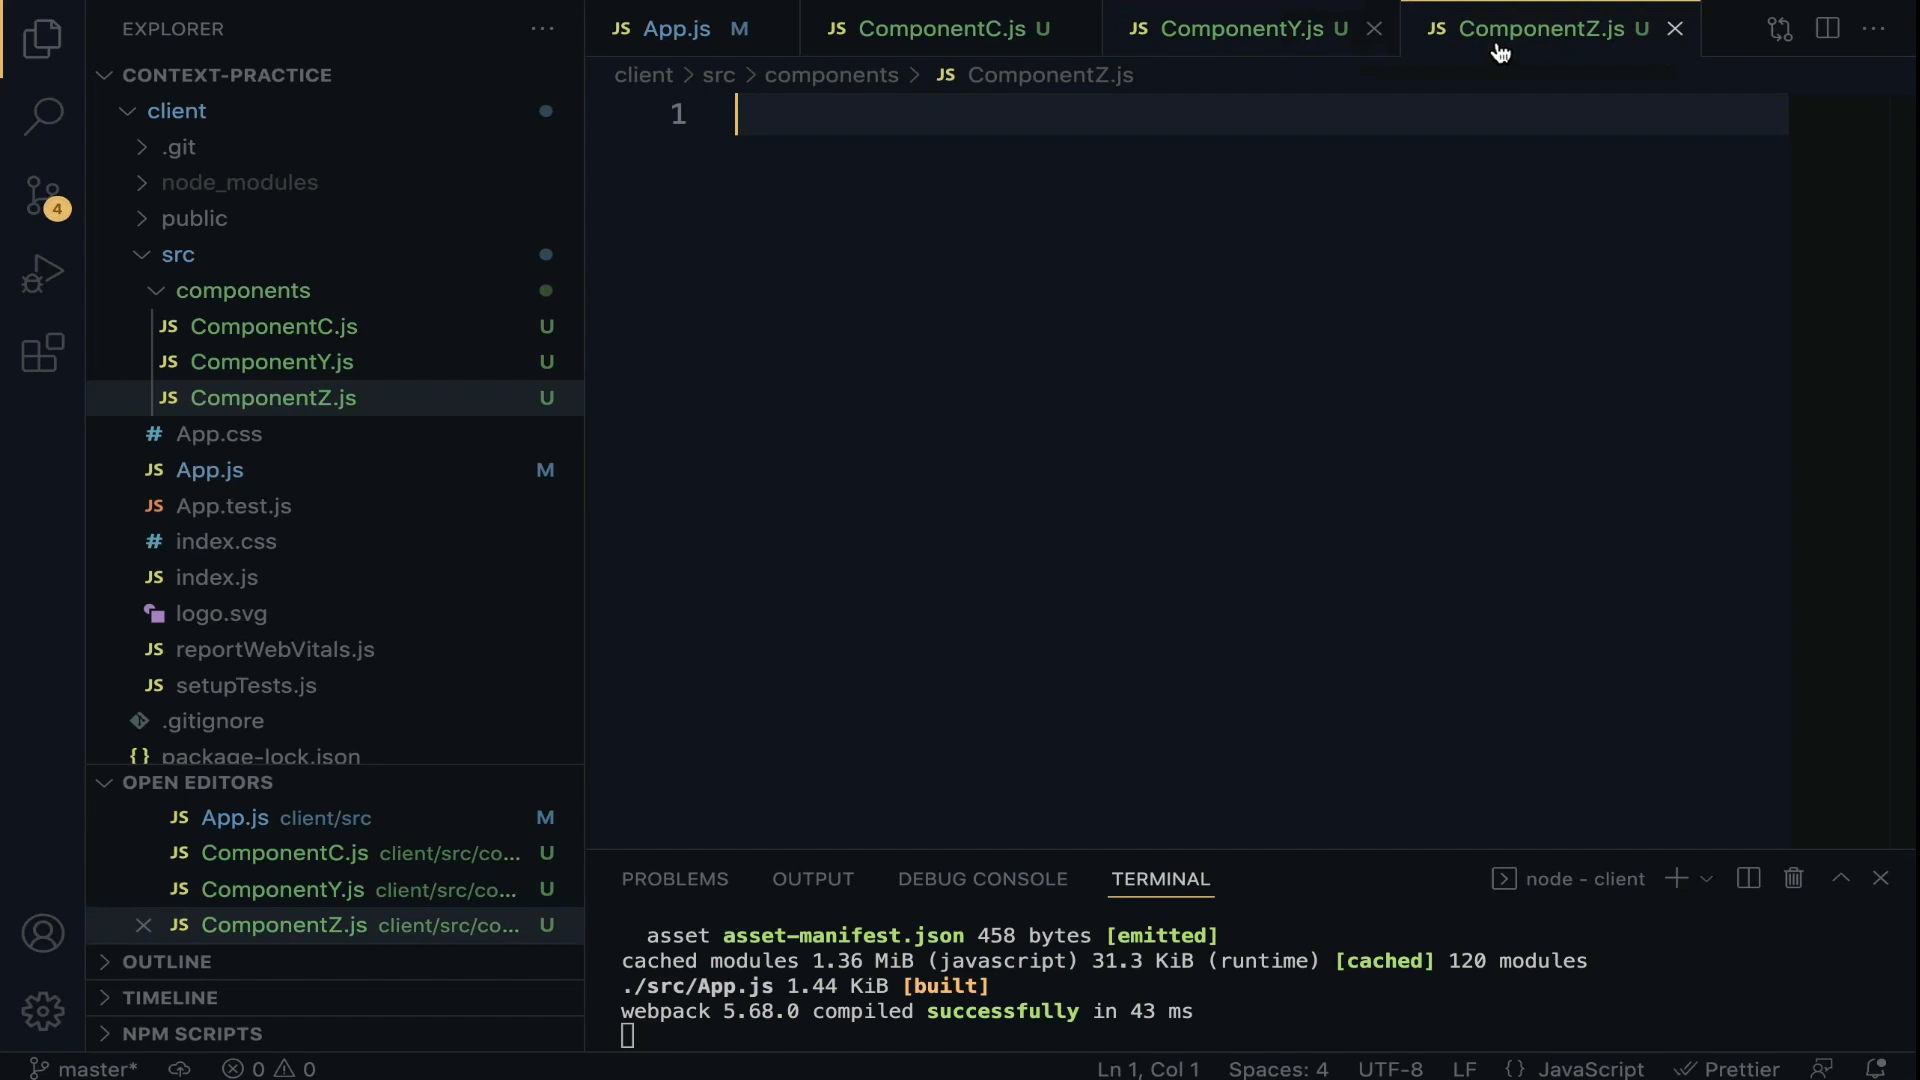 EXPLORER
CONTEXT-PRACTICE
client
.git
node_modules
public
src
components
JS ComponentC.js U
JS ComponentY.js U
JS ComponentZ.js U
# App.css
JS App.js M
JS App.test.js
# index.css
JS index.js
logo.svg
JS reportWebVitals.js
JS setupTests.js
.gitignore
{} package-lock.json
OPEN EDITORS
JS App.js client/src M
JS ComponentC.js client/src/co... U
JS ComponentY.js client/src/co... U
JS ComponentZ.js client/src/co... U
OUTLINE
TIMELINE
NPM SCRIPTS
4
JS App.js M JS ComponentC.js U JS ComponentY.js U JS ComponentZ.js U
client > src > components > JS ComponentZ.js
1
PROBLEMS OUTPUT DEBUG CONSOLE TERMINAL node - client
asset asset-manifest.json 458 bytes [emitted]
cached modules 1.36 MiB (javascript) 31.3 KiB (runtime) [cached] 120 modules
./src/App.js 1.44 KiB [built]
webpack 5.68.0 compiled successfully in 43 ms
master* 0 0 Ln 1, Col 1 Spaces: 4 UTF-8 LF {} JavaScript Prettier